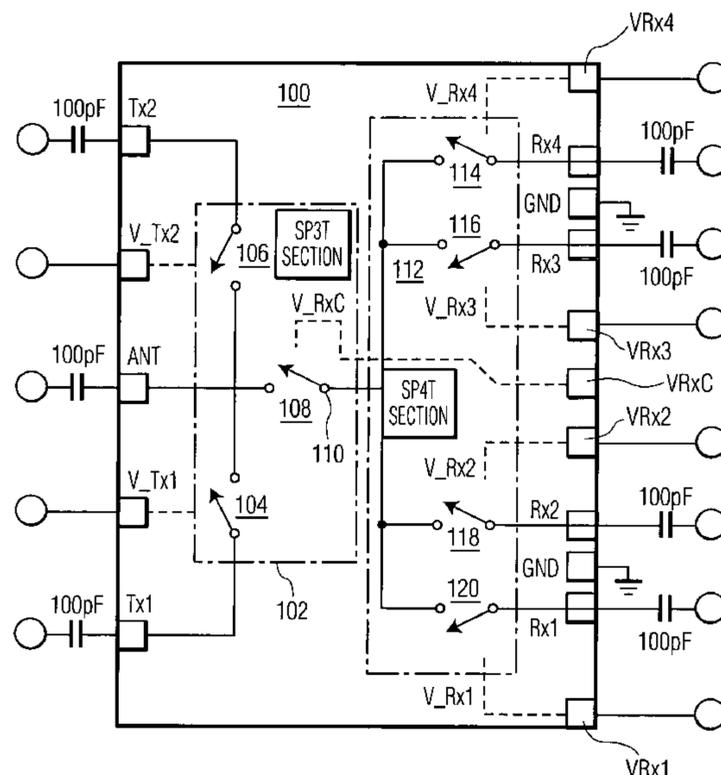 VRx4
100
V_Rx4
100pF
Tx2
100pF
Rx4
114
GND
V_Tx2
SP3T
SECTION
106
116
112
Rx3
100pF
V_RxC
V_Rx3
100pF
ANT
VRx3
SP4T
SECTION
VRxC
108
110
VRx2
V_Rx2
V_Tx1
104
100pF
Rx2
118
GND
102
120
100pF
Tx1
Rx1
100pF
V_Rx1
VRx1